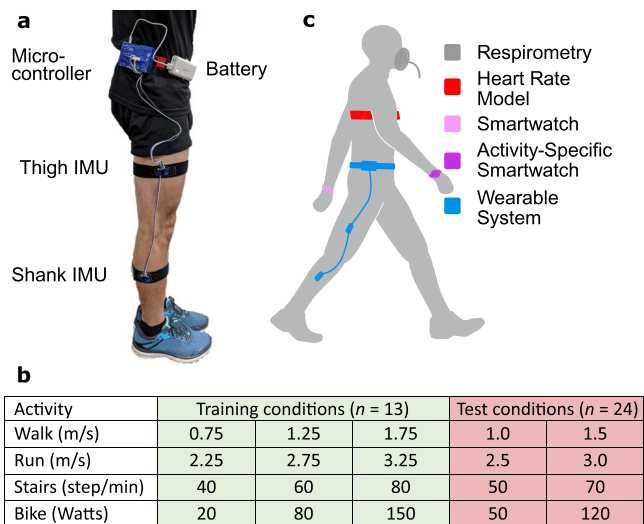 a
Micro-
controller
Battery
Thigh IMU
Shank IMU
c
Respirometry
Heart Rate
Model
Smartwatch
Activity-Specific
Smartwatch
Wearable
System
b
Activity Training conditions (n = 13) Test conditions (n = 24)
Walk (m/s) 0.75 1.25 1.75 1.0 1.5
Run (m/s) 2.25 2.75 3.25 2.5 3.0
Stairs (step/min) 40 60 80 50 70
Bike (Watts) 20 80 150 50 120